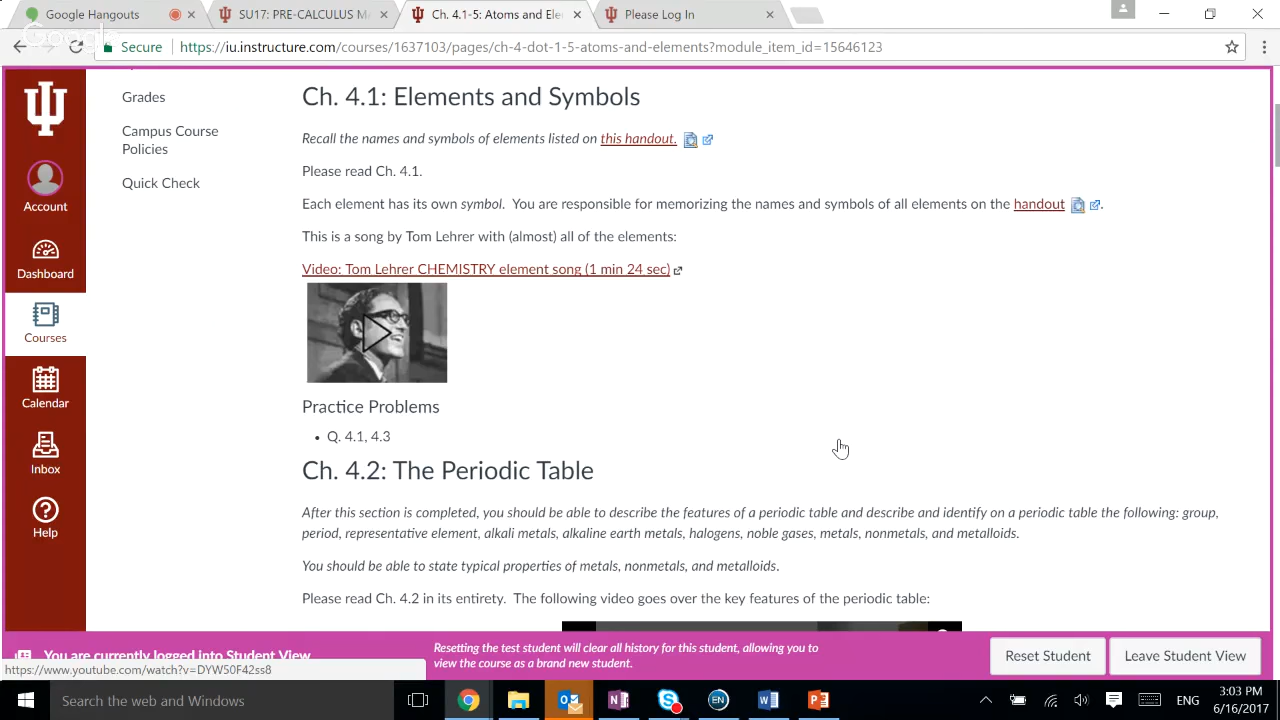 Google Hangouts
SU17: PRE-CALCULUS M
Ch. 4.1-5: Atoms and Ele
Please Log In
Google
Secure
https://iu.instructure.com/courses/1637103/pages/ch-4-dot-1-5-atoms-and-elements?module_item_id=15646123
Account
Dashboard
Courses
Calendar
Inbox
Help
Grades
Campus Course
Policies
Quick Check
Ch. 4.1: Elements and Symbols
Recall the names and symbols of elements listed on this handout.
Please read Ch. 4.1.
Each element has its own symbol. You are responsible for memorizing the names and symbols of all elements on the handout.
This is a song by Tom Lehrer with (almost) all of the elements:
Video: Tom Lehrer CHEMISTRY element song (1 min 24 sec)
Practice Problems
• Q. 4.1, 4.3
Ch. 4.2: The Periodic Table
After this section is completed, you should be able to describe the features of a periodic table and describe and identify on a periodic table the following: group,
period, representative element, alkali metals, alkaline earth metals, halogens, noble gases, metals, nonmetals, and metalloids.
You should be able to state typical properties of metals, nonmetals, and metalloids.
Please read Ch. 4.2 in its entirety. The following video goes over the key features of the periodic table:
You are currently logged into Student View
Resetting the test student will clear all history for this student, allowing you to
view the course as a brand new student.
Reset Student
Leave Student View
https://www.youtube.com/watch?v=DYW50F42ss8
Search the web and Windows
EN
ENG
3:03 PM
6/16/2017